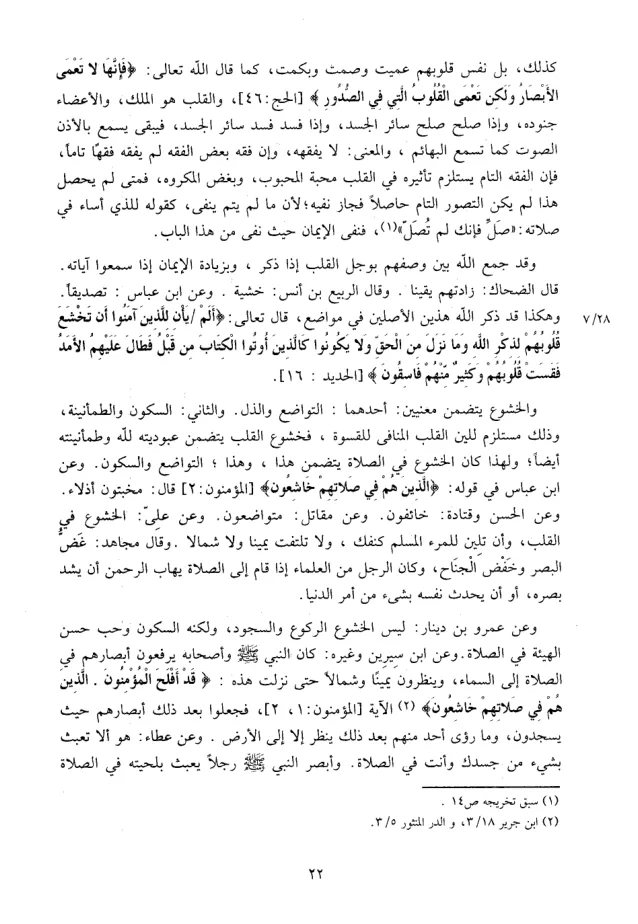 كذلك، بل نفس قلوبهم عميت وصمت وبكمت، كما قال الله تعالى: ﴿فَإِنَّهَا لا تَعْمَى
الأَبْصَارُ وَلَكِن تَعْمَى الْقُلُوبُ الَّتِي فِي الصُّدُورِ ﴾ [الحج:٤٦]، والقلب هو الملك، والأعضاء
جنوده، وإذا صلح صلح سائر الجسد، وإذا فسد فسد سائر الجسد، فيبقى يسمع بالأذن
الصوت كما تسمع البهائم ، والمعنى: لا يفقهه، وإن فقه بعض الفقه لم يفقه فقهًا تاماً،
فإن الفقه التام يستلزم تأثيره في القلب محبة المحبوب، وبغض المكروه، فمتى لم يحصل
هذا لم يكن التصور التام حاصلاً فجاز نفيه؛لأن ما لم يتم ينفى، كقوله للذي أساء في
صلاته:«صَلِّ فإنك لم تُصَلِّ»(١)، فنفى الإيمان حيث نفى من هذا الباب.
وقد جمع الله بين وصفهم بوجل القلب إذا ذكر ، وبزيادة الإيمان إذا سمعوا آياته.
قال الضحاك: زادتهم يقينا . وقال الربيع بن أنس: خشية . وعن ابن عباس : تصديقاً.
وهكذا قد ذكر الله هذين الأصلين في مواضع، قال تعالى:﴿أَلَمْ /يَأْنِ لِلَّذِينَ آمَنُوا أَن تَخْشَعَ
٧/٢٨
قُلُوبُهُمْ لِذِكْرِ اللَّهِ وَمَا نَزَلَ مِنَ الْحَقِّ وَلا يَكُونُوا كَالَّذِينَ أُوتُوا الْكِتَابَ مِن قَبْلُ فَطَالَ عَلَيْهِمُ الأَمَدُ
فَقَسَتْ قُلُوبُهُمْ وَكَثِيرٌ مِّنْهُمْ فَاسِقُونَ ﴾ [الحديد : ١٦].
والخشوع يتضمن معنيين: أحدهما : التواضع والذل. والثاني: السكون والطمأنينة،
وذلك مستلزم للين القلب المنافى للقسوة ، فخشوع القلب يتضمن عبوديته لله وطمأنينته
أيضاً؛ ولهذا كان الخشوع في الصلاة يتضمن هذا ، وهذا ؛ التواضع والسكون. وعن
ابن عباس في قوله: ﴿الَّذِينَ هُمْ فِي صَلاتِهِمْ خَاشِعُونَ﴾ [المؤمنون:٢] قال: مخبتون أذلاء.
وعن الحسن وقتادة: خائفون. وعن مقاتل: متواضعون. وعن عليّ: الخشوع في
القلب، وأن تلين للمرء المسلم كنفك ، ولا تلتفت يمينا ولا شمالا .وقال مجاهد: غَضُّ
البصر وخَفْض الْجنَاح، وكان الرجل من العلماء إذا قام إلى الصلاة يهاب الرحمن أن يشد
بصره، أو أن يحدث نفسه بشىء من أمر الدنيا.
وعن عمرو بن دينار: ليس الخشوع الركوع والسجود، ولكنه السكون وحب حسن
الهيئة في الصلاة.وعن ابن سيرين وغيره: كان النبي ﷺ وأصحابه يرفعون أبصارهم في
الصلاة إلى السماء، وينظرون يمينًا وشمالاً حتى نزلت هذه : ﴿ قَدْ أَفْلَحَ الْمُؤْمِنُونَ . الَّذِينَ
هُمْ فِي صَلاتِهِمْ خَاشِعُونَ﴾ (٢) الآية [المؤمنون:١، ٢]، فجعلوا بعد ذلك أبصارهم حيث
يسجدون، وما رؤى أحد منهم بعد ذلك ينظر إلا إلى الأرض . وعن عطاء: هو ألا تعبث
بشيء من جسدك وأنت في الصلاة. وأبصر النبي ﷺ رجلاً يعبث بلحيته في الصلاة
(١) سبق تخريجه ص١٤ .
(٢) ابن جرير ٣/١٨، و الدر المنثور ٣/٥.
٢٢